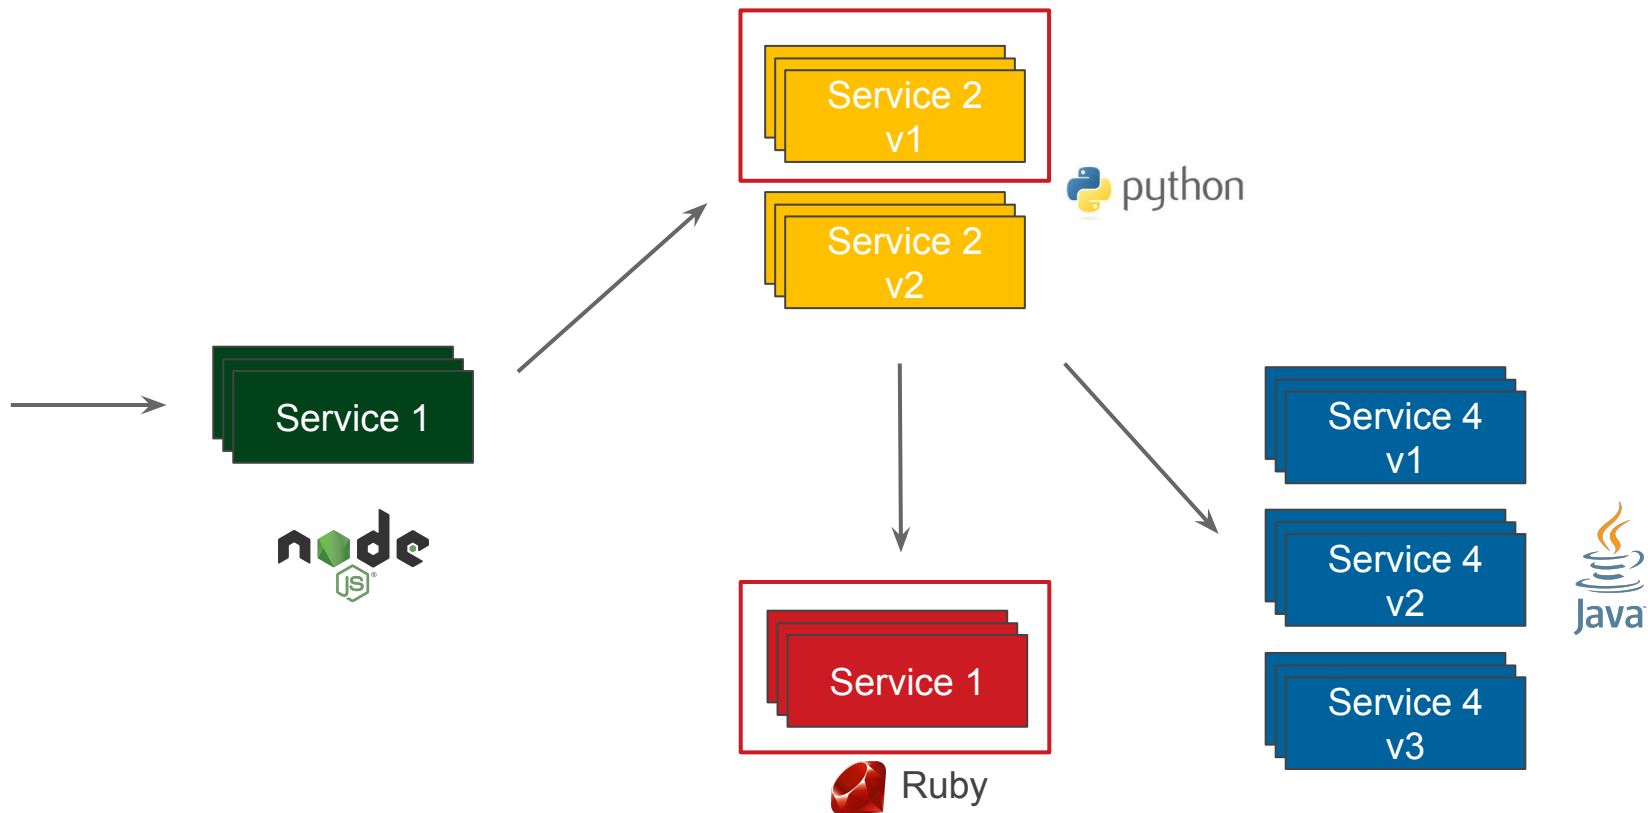 Service 2
v1
python
Service 2
v2
Service 1
node
JS
Service 4
v1
Service 4
v2
Java
Service 4
v3
Service 1
Ruby